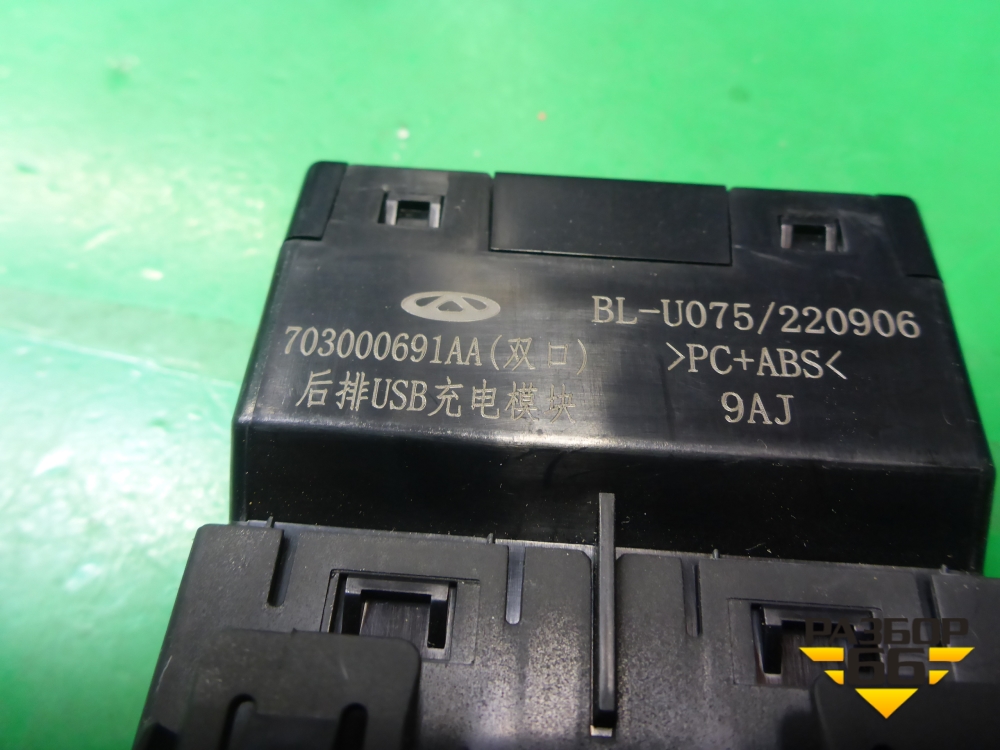 703000691AA(双口)
后排USB充电模块
BL-U075/220906
>PC+ABS<
9AJ
РАЗБОР
66